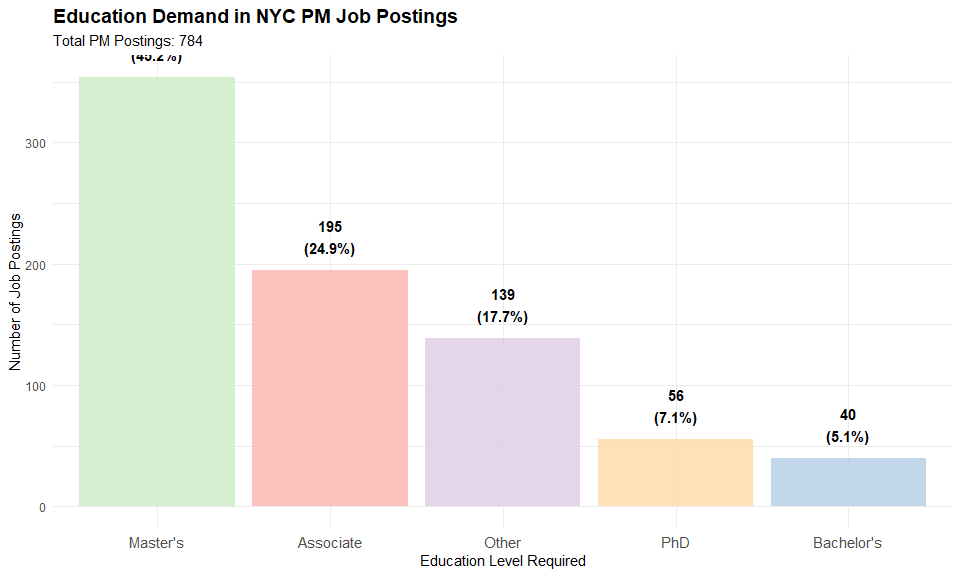 Education Demand in NYC PM Job Postings
Total PM Postings: 784
(45.2%)
195
(24.9%)
139
(17.7%)
56
(7.1%)
40
(5.1%)
300
200
100
0
Number of Job Postings
Master's
Associate
Other
PhD
Bachelor's
Education Level Required